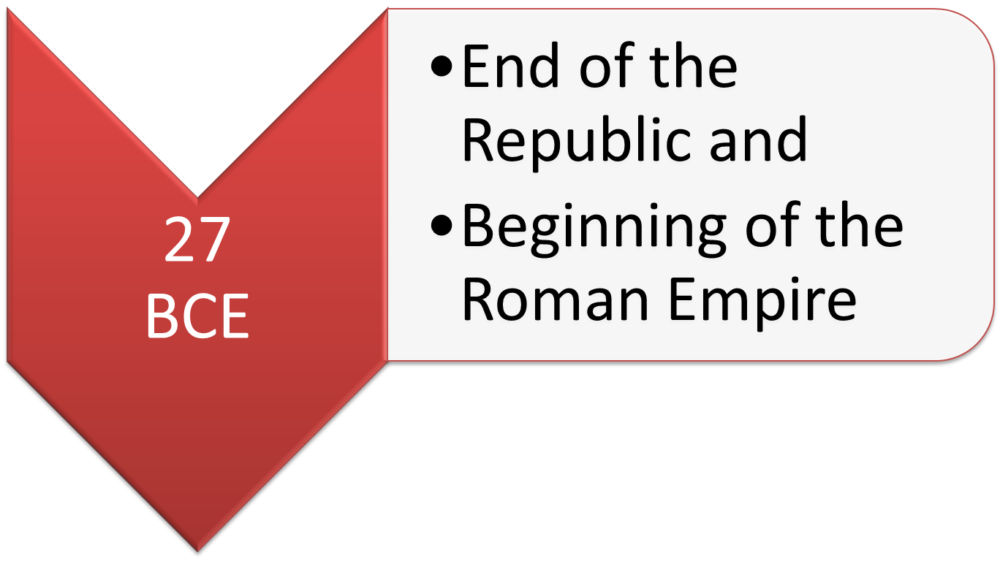 27
BCE
•End of the
Republic and
•Beginning of the
Roman Empire